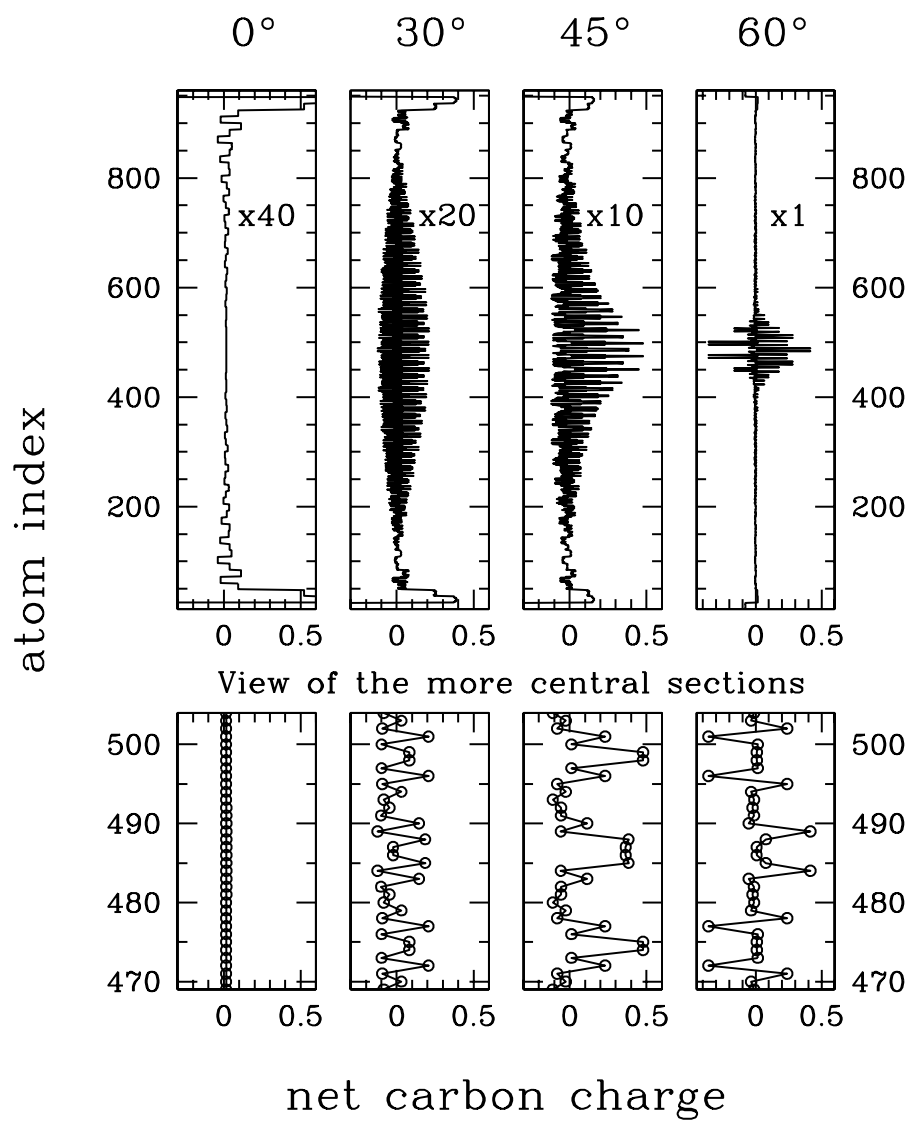 0° 30° 45° 60°
800 800
x40 x20 x10 x1
600 600
400 400
200 200
0 0.5 0 0.5 0 0.5 0 0.5
atom index
View of the more central sections
500 500
490 490
480 480
470 470
0 0.5 0 0.5 0 0.5 0 0.5
net carbon charge